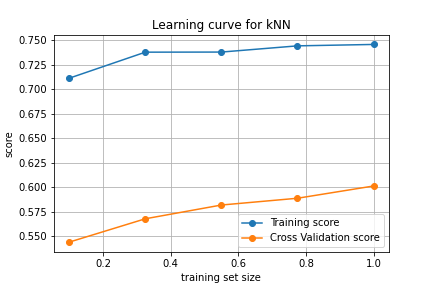 Learning curve for kNN
0.750
0.725
0.700
0.675
0.650
0.625
0.600
0.575
0.550
score
Training score
Cross Validation score
0.2 0.4 0.6 0.8 1.0
training set size